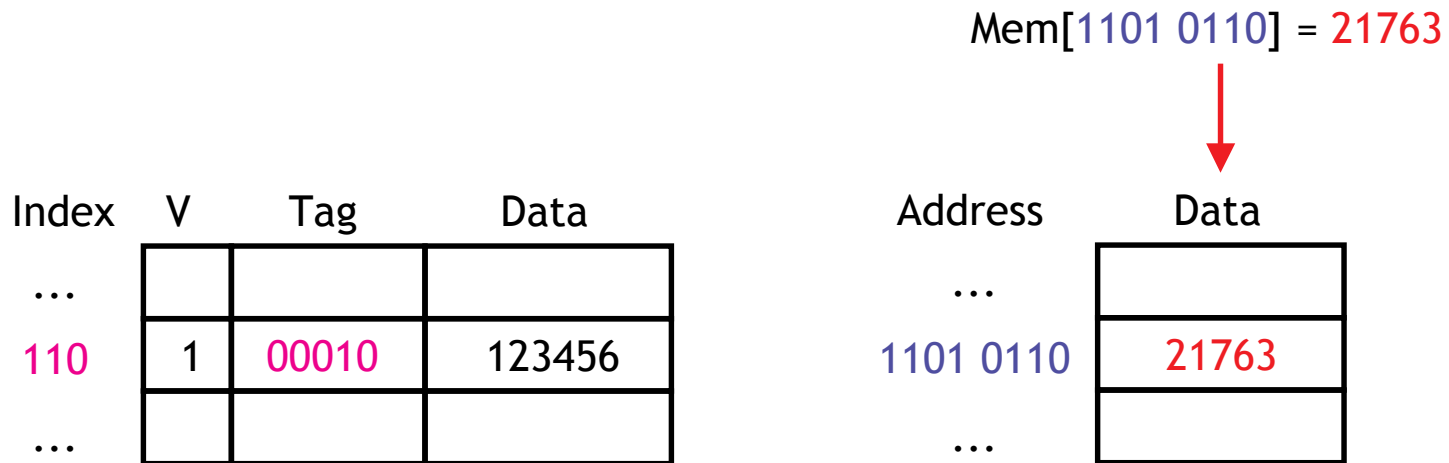 Mem[1101 0110] = 21763
Index V Tag Data Address Data
... ...
110 1 00010 123456 1101 0110 21763
... ...